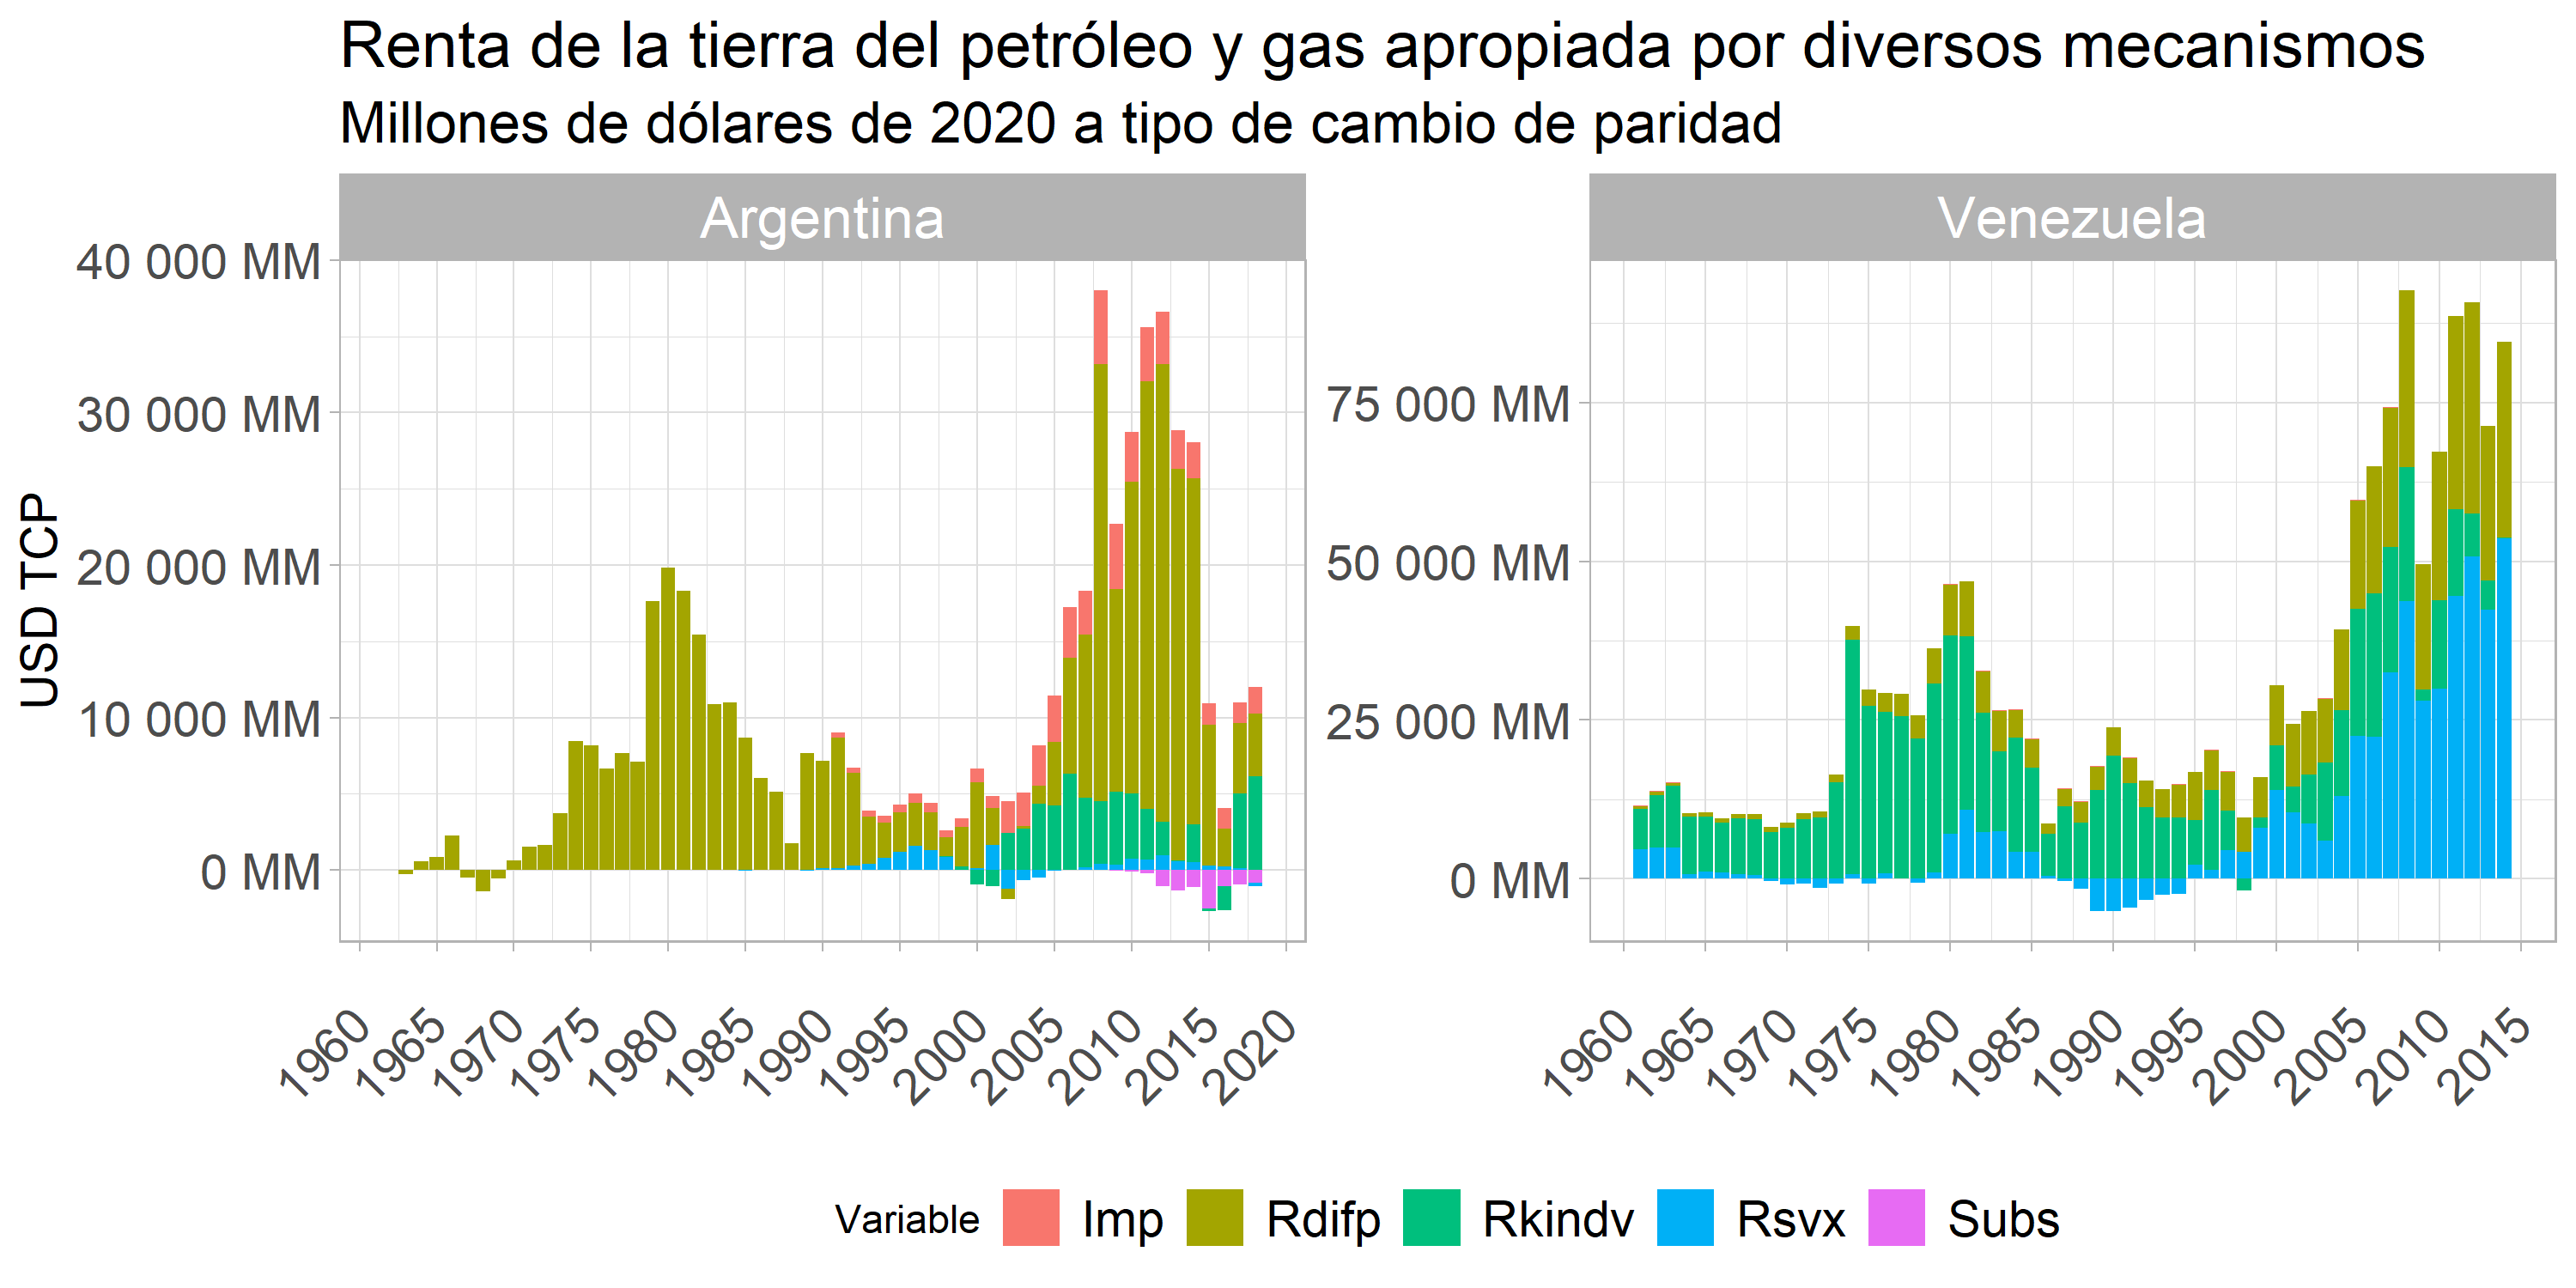 Renta de la tierra del petróleo y gas apropiada por diversos mecanismos
Millones de dólares de 2020 a tipo de cambio de paridad
Argentina
Venezuela
USD TCP
40 000 MM
30 000 MM
20 000 MM
10 000 MM
0 MM
75 000 MM
50 000 MM
25 000 MM
0 MM
1960 1965 1970 1975 1980 1985 1990 1995 2000 2005 2010 2015 2020
1960 1965 1970 1975 1980 1985 1990 1995 2000 2005 2010 2015
Variable Imp Rdifp Rkindv Rsvx Subs